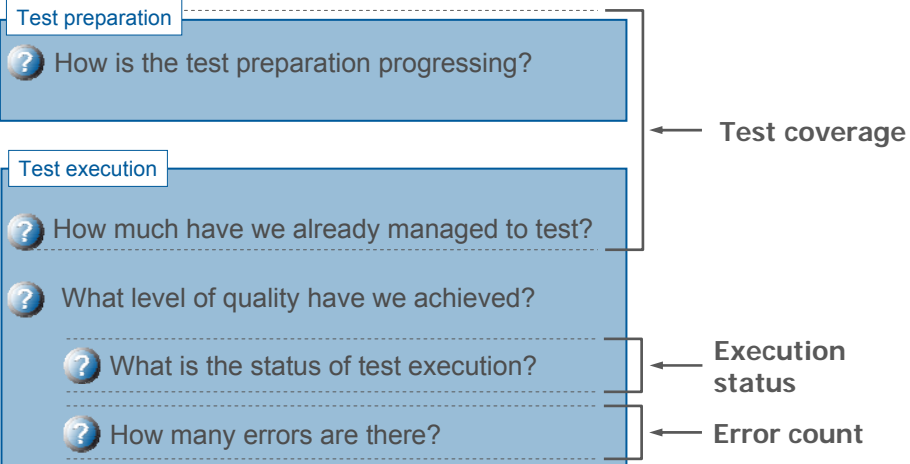 Test preparation
How is the test preparation progressing?
Test coverage
Test execution
How much have we already managed to test?
What level of quality have we achieved?
What is the status of test execution?
Execution
status
How many errors are there?
Error count